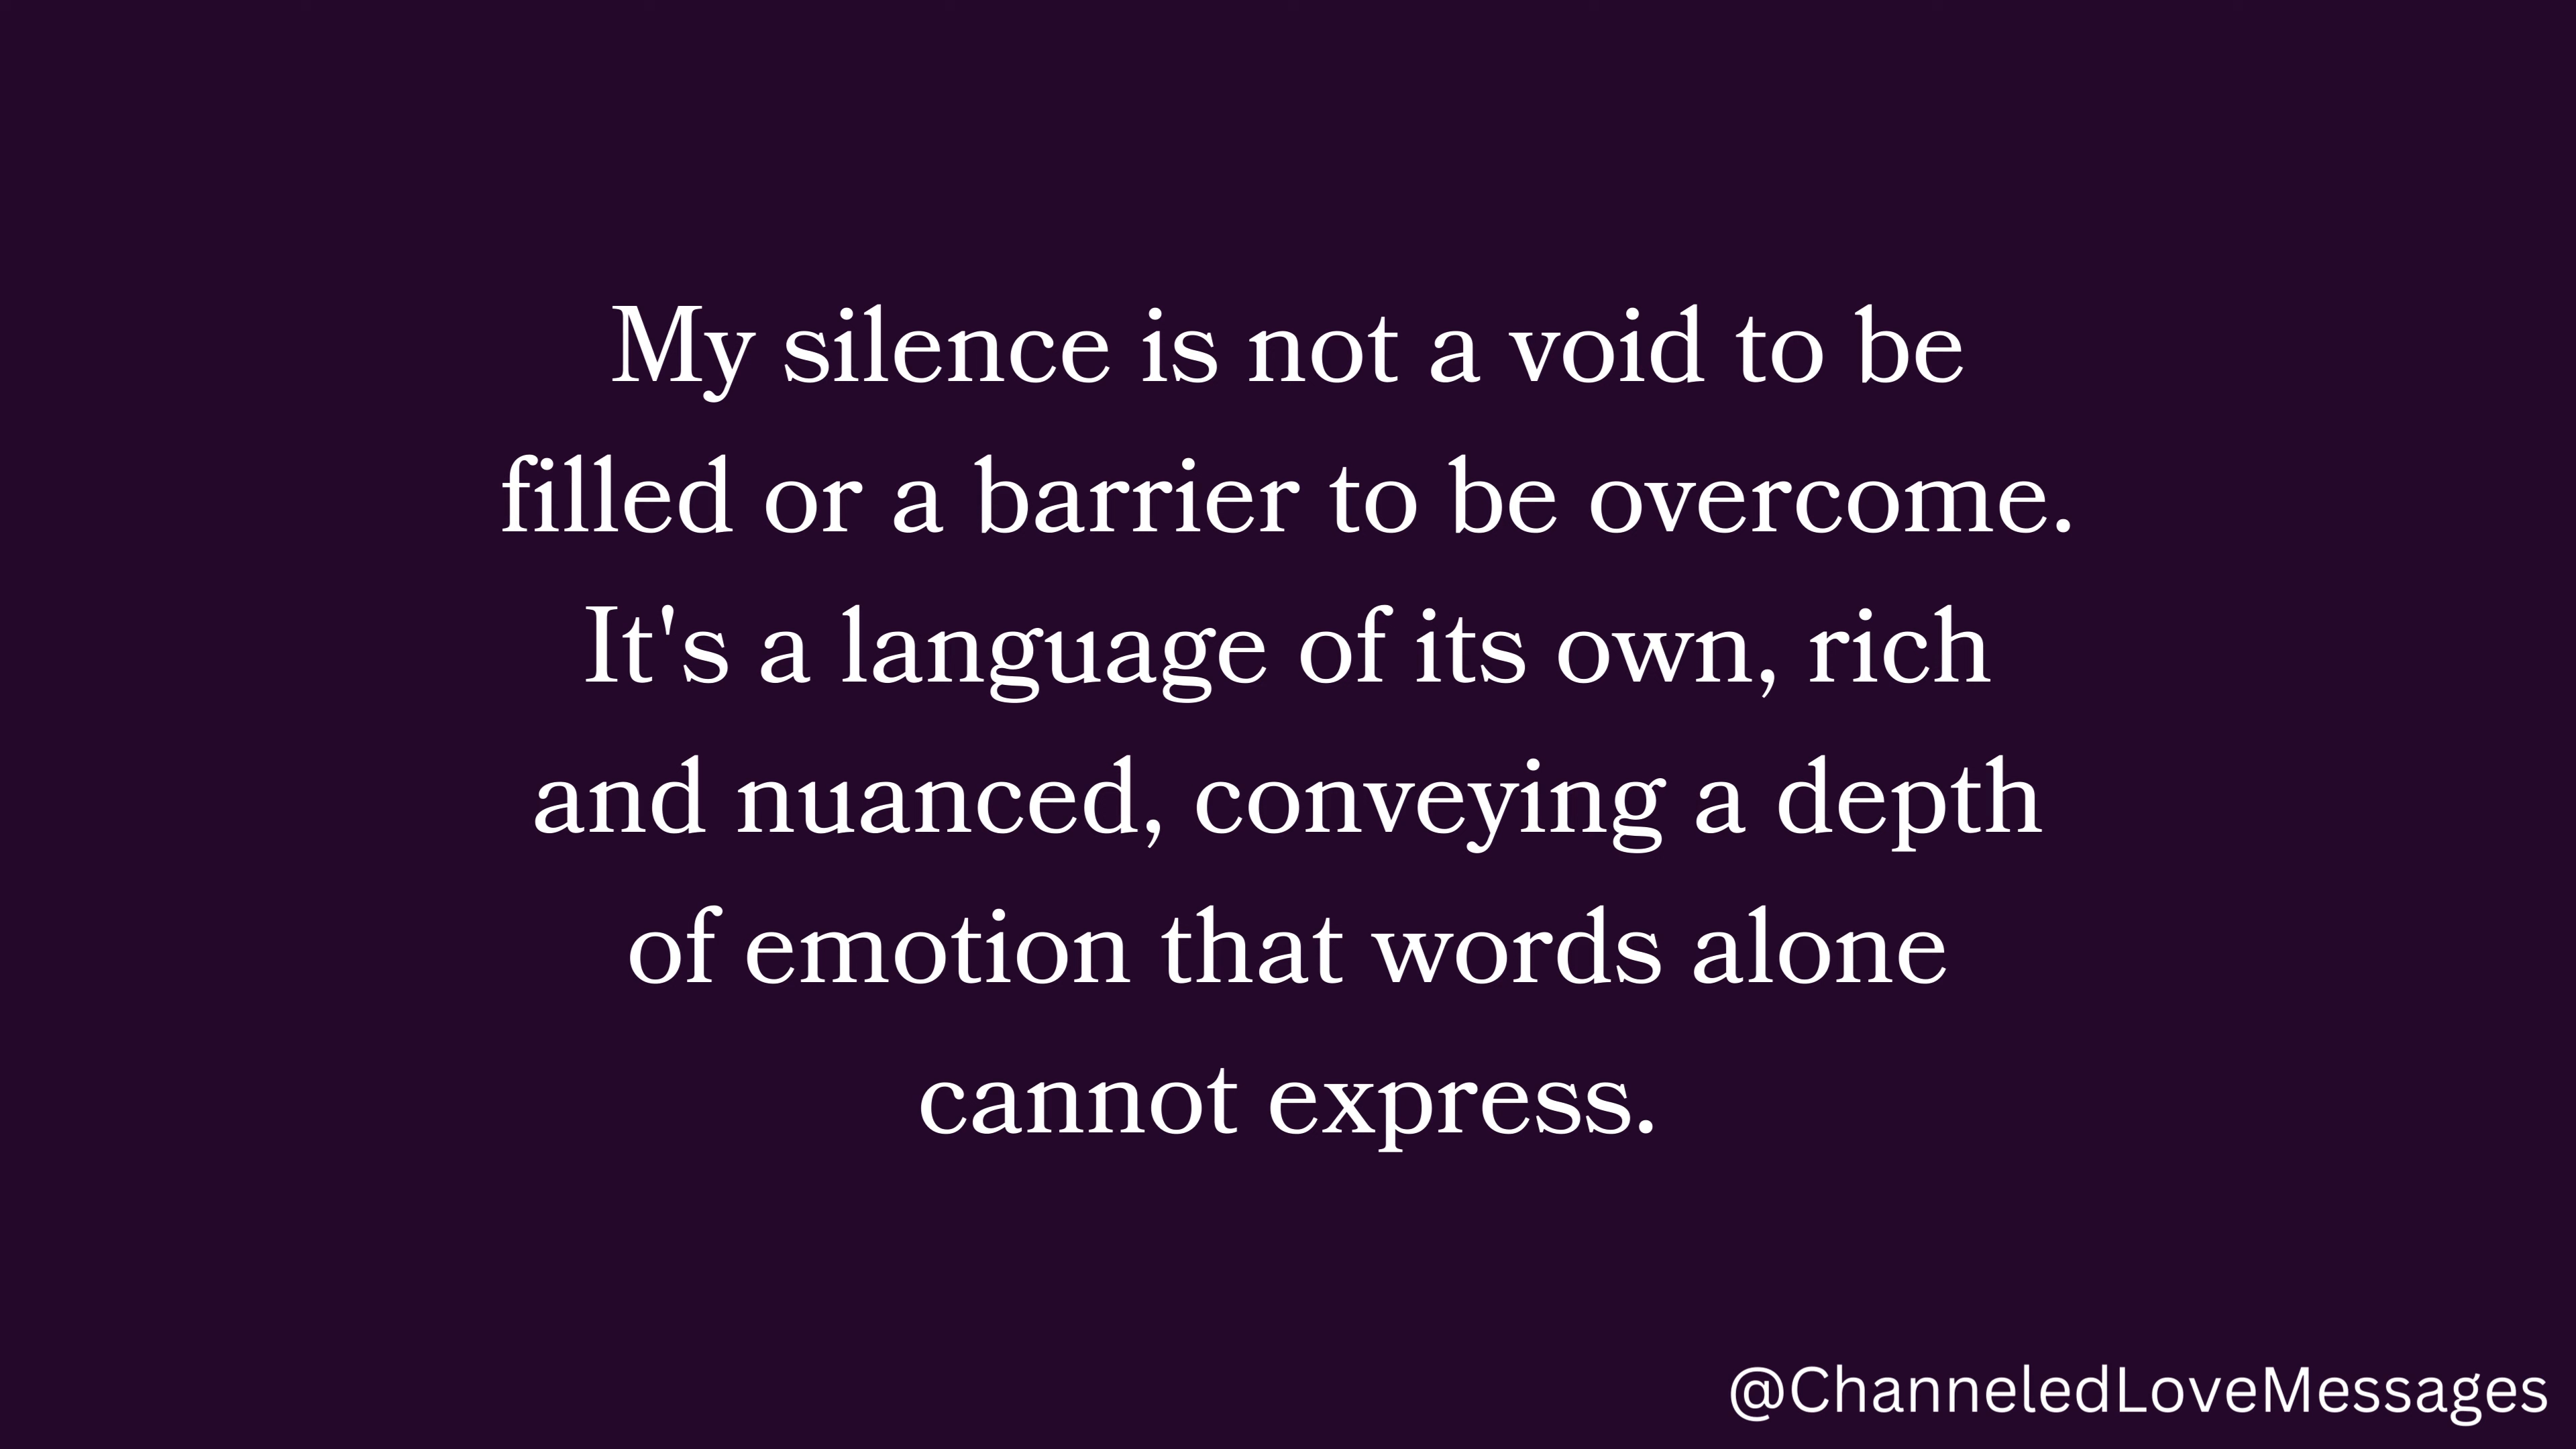 My silence is not a void to be
filled or a barrier to be overcome.
It's a language of its own, rich
and nuanced, conveying a depth
of emotion that words alone
cannot express.
@ChanneledLoveMessages